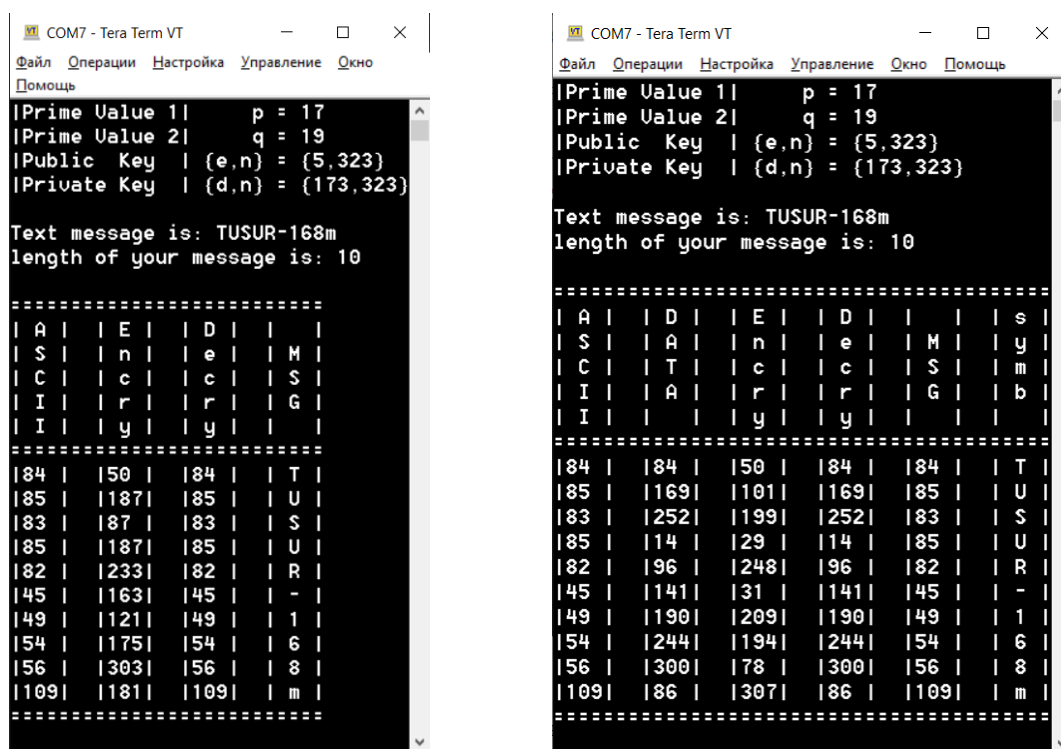 COM7 - Tera Term VT
Файл Операции Настройка Управление Окно
Помощь
|Prime Value 1| p = 17
|Prime Value 2| q = 19
|Public Key | {e,n} = {5,323}
|Private Key | {d,n} = {173,323}
Text message is: TUSUR-168m
length of your message is: 10
==========================
| A | | E | | D | | |
| S | | n | | e | | M |
| C | | c | | c | | S |
| I | | r | | r | | G |
| I | | y | | y | | |
==========================
|84 | |50 | |84 | | T |
|85 | |187| |85 | | U |
|83 | |87 | |83 | | S |
|85 | |187| |85 | | U |
|82 | |233| |82 | | R |
|45 | |163| |45 | | - |
|49 | |121| |49 | | 1 |
|54 | |175| |54 | | 6 |
|56 | |303| |56 | | 8 |
|109| |181| |109| | m |
==========================
COM7 - Tera Term VT
Файл Операции Настройка Управление Окно Помощь
|Prime Value 1| p = 17
|Prime Value 2| q = 19
|Public Key | {e,n} = {5,323}
|Private Key | {d,n} = {173,323}
Text message is: TUSUR-168m
length of your message is: 10
========================================
| A | | D | | E | | D | | | | s |
| S | | A | | n | | e | | M | | y |
| C | | T | | c | | c | | S | | m |
| I | | A | | r | | r | | G | | b |
| I | | | | y | | y | | | | |
========================================
|84 | |84 | |50 | |84 | |84 | | T |
|85 | |169| |101| |169| |85 | | U |
|83 | |252| |199| |252| |83 | | S |
|85 | |14 | |29 | |14 | |85 | | U |
|82 | |96 | |248| |96 | |82 | | R |
|45 | |141| |31 | |141| |45 | | - |
|49 | |190| |209| |190| |49 | | 1 |
|54 | |244| |194| |244| |54 | | 6 |
|56 | |300| |78 | |300| |56 | | 8 |
|109| |86 | |307| |86 | |109| | m |
========================================